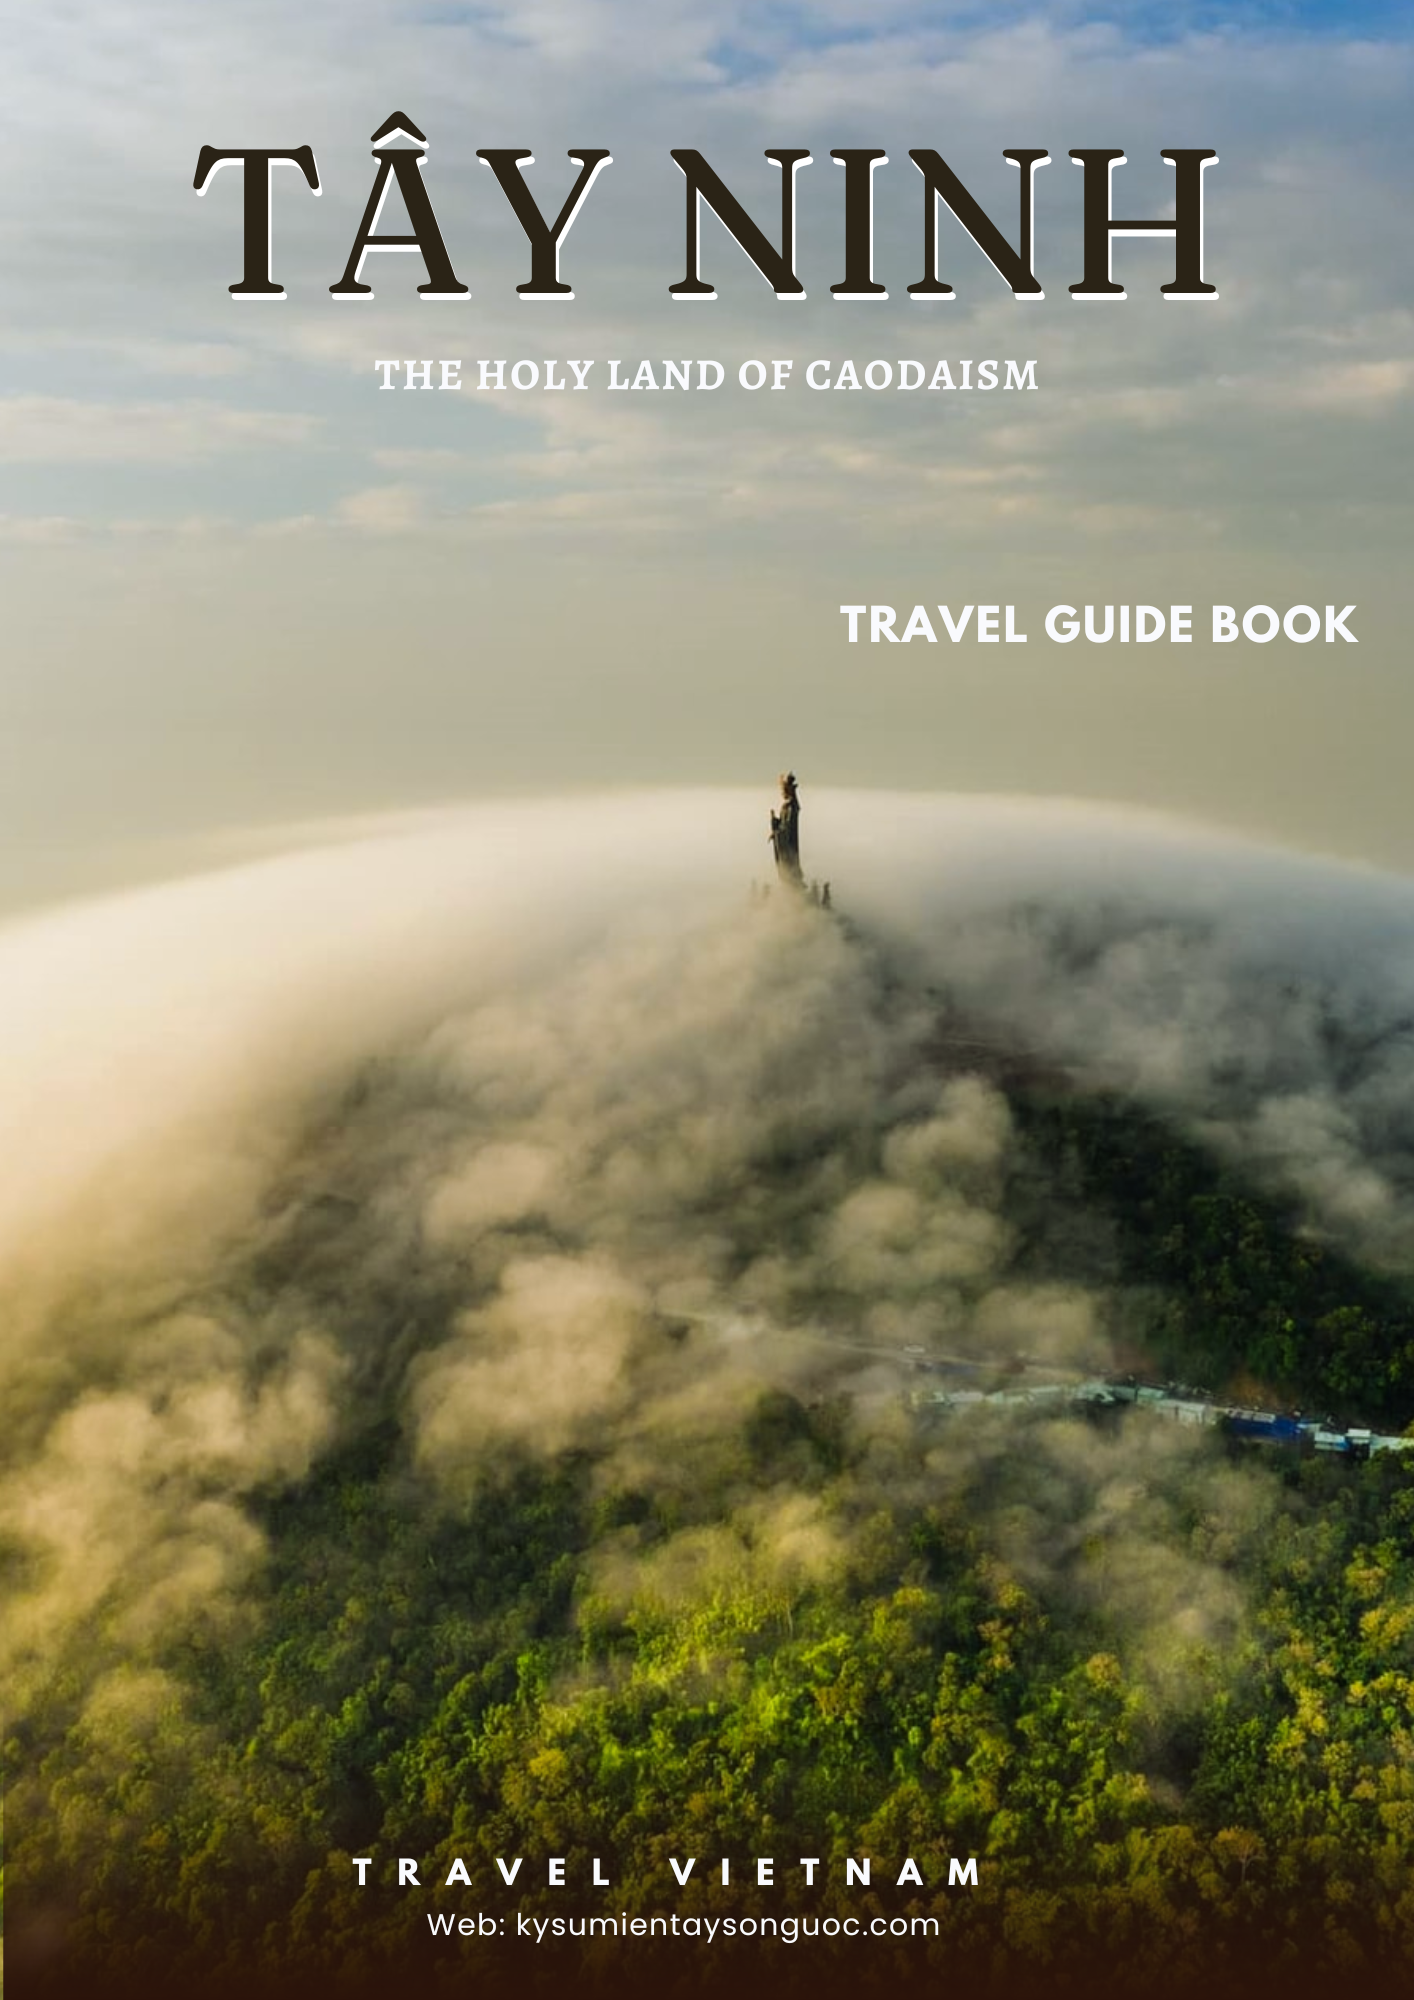 TÂY NINH
THE HOLY LAND OF CAODAISM
TRAVEL GUIDE BOOK
TRAVEL VIETNAM
Web: kysumientaysonguoc.com